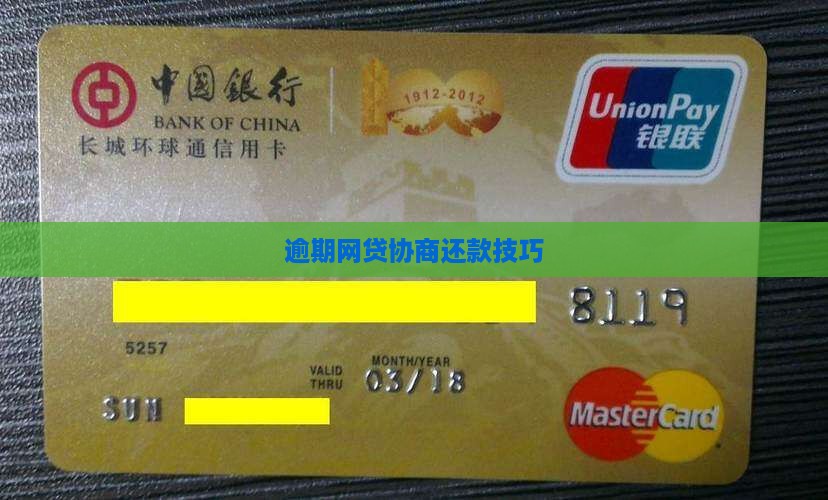 中國銀行
BANK OF CHINA
长城环球通信用卡
1912-2012
UnionPay
银联
逾期网贷协商还款技巧
8119
5257
VALID THRU
MONTH/YEAR
03/18
SUN
MasterCard